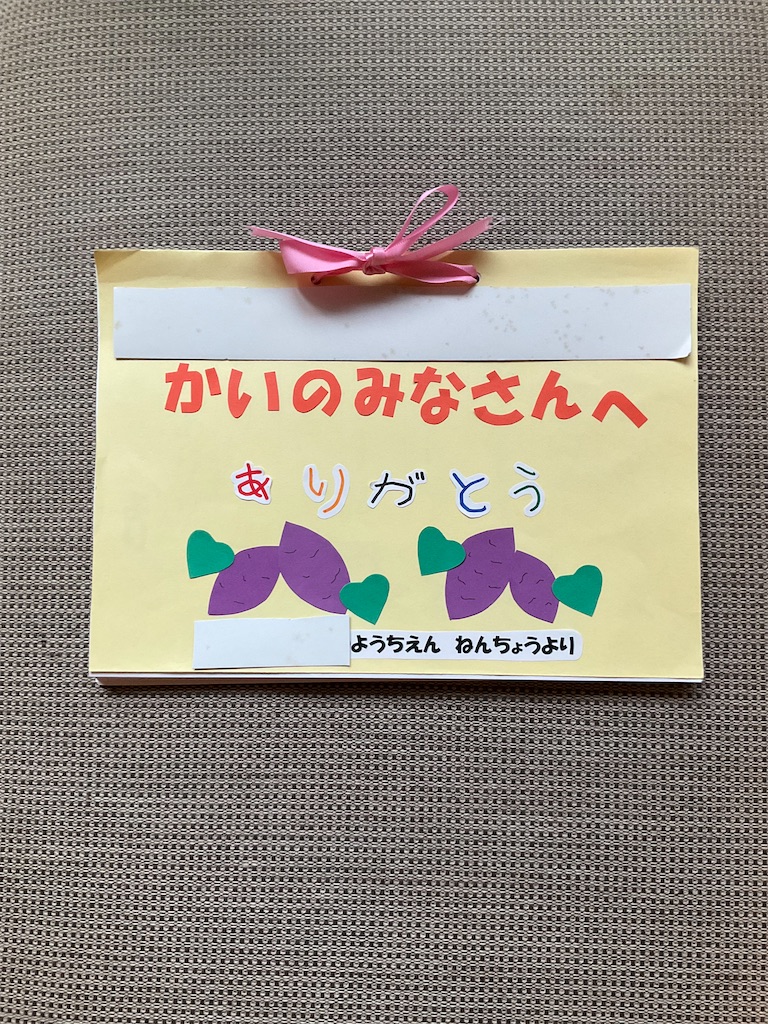 かいのみなさんへ
ありがとう
ようちえん ねんちょうより